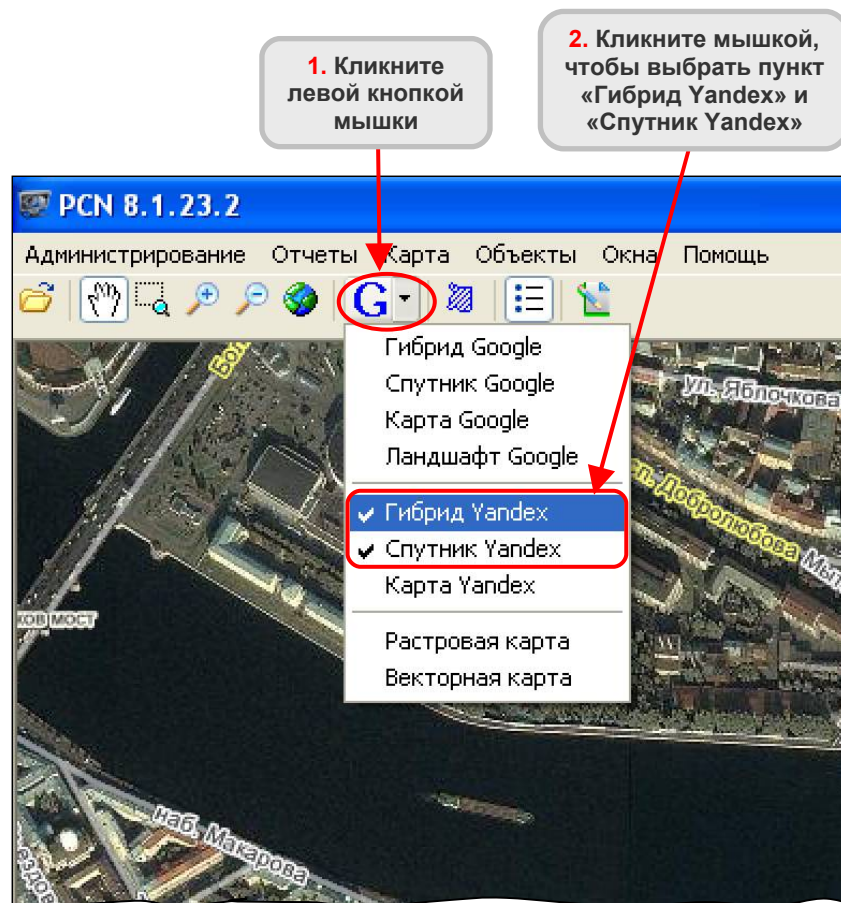 1. Кликните
левой кнопкой
мышки
2. Кликните мышкой,
чтобы выбрать пункт
«Гибрид Yandex» и
«Спутник Yandex»
PCN 8.1.23.2
Администрирование Отчеты Карта Объекты Окна Помощь
G
Гибрид Google
Спутник Google
Карта Google
Ландшафт Google
Гибрид Yandex
Спутник Yandex
Карта Yandex
Растровая карта
Векторная карта
ул. Яблочкова
Добролюбова
ков мост
наб. Макарова